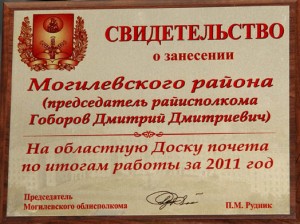 СВИДЕТЕЛЬСТВО
о занесении
Могилевского района
(председатель райисполкома
Гоборов Дмитрий Дмитриевич)
На областную Доску почета
по итогам работы за 2011 год
Председатель
Могилевского облисполкома
П.М. Рудник